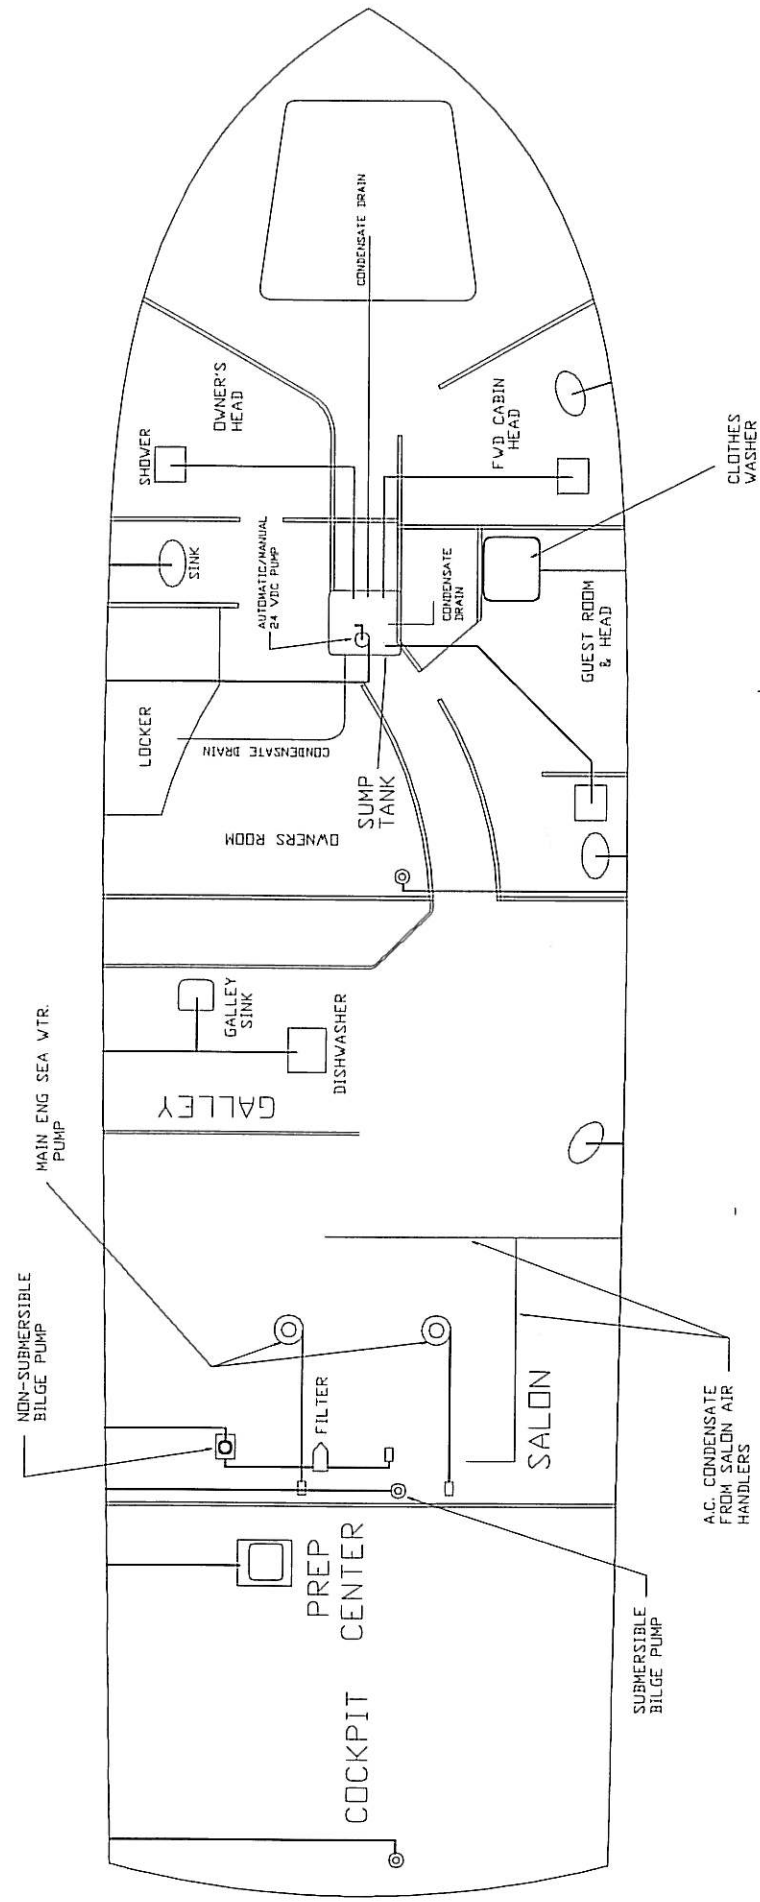 CONDENSATE DRAIN
OWNER'S
HEAD
SHOWER
FWD CABIN
HEAD
CLOTHES
WASHER
SINK
AUTOMATIC/MANUAL
24 VDC PUMP
CONDENSATE
DRAIN
GUEST ROOM
& HEAD
LOCKER
CONDENSATE DRAIN
SUMP
TANK
OWNERS ROOM
GALLEY
SINK
DISHWASHER
GALLEY
MAIN ENG SEA WTR.
PUMP
NON-SUBMERSIBLE
BILGE PUMP
FILTER
SALON
A.C. CONDENSATE
FROM SALON AIR
HANDLERS
PREP
CENTER
SUBMERSIBLE
BILGE PUMP
COCKPIT